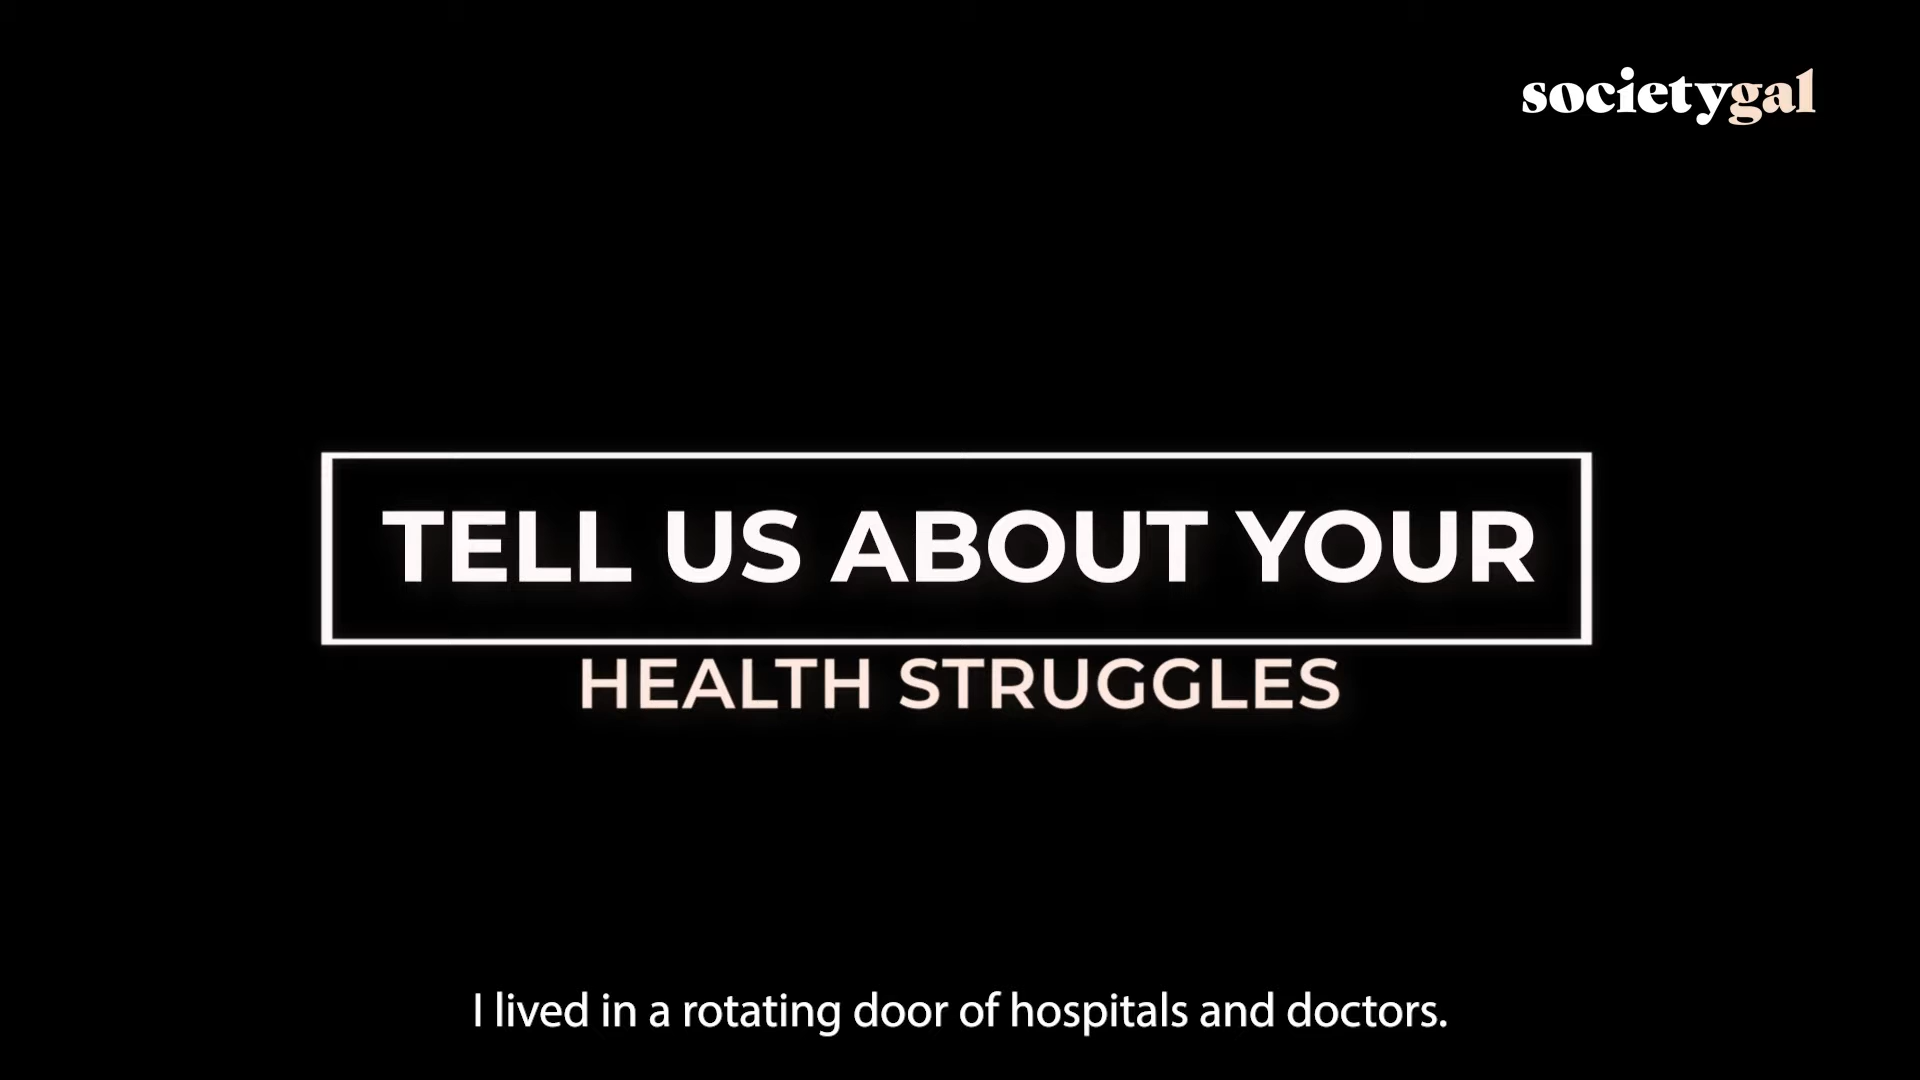 societygal
TELL US ABOUT YOUR
HEALTH STRUGGLES
I lived in a rotating door of hospitals and doctors.